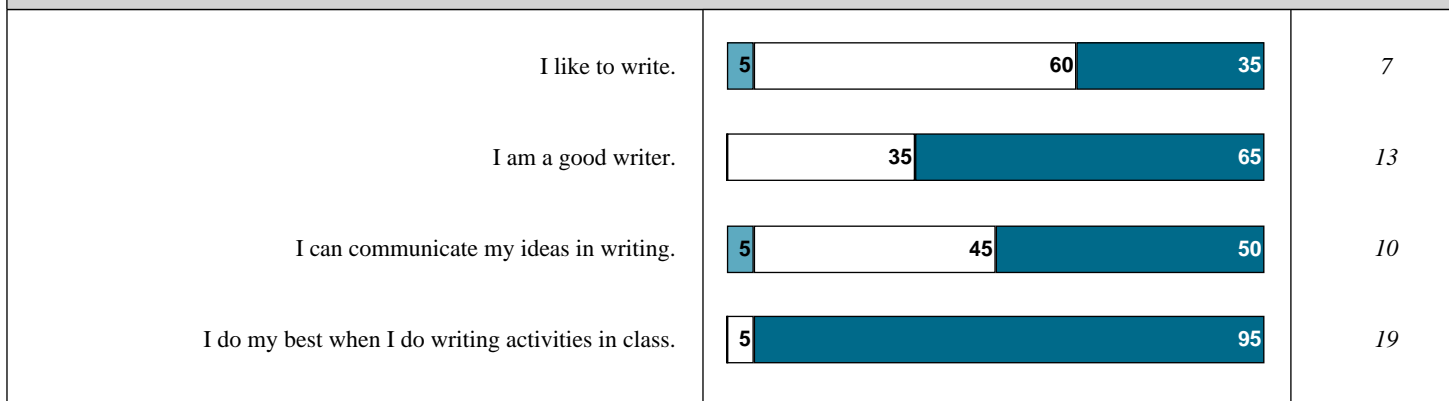 I like to write. 5 60 35 7
I am a good writer. 35 65 13
I can communicate my ideas in writing. 5 45 50 10
I do my best when I do writing activities in class. 5 95 19